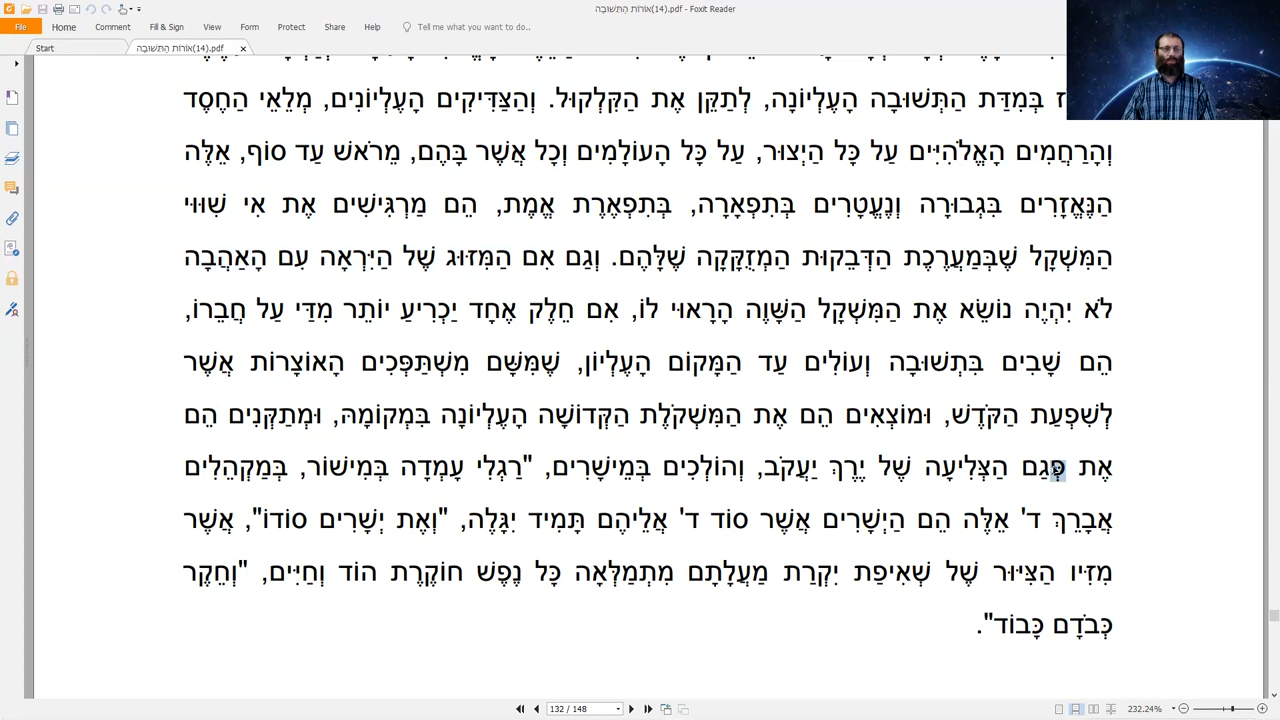 אוֹרוֹת הַתְּשׁוּבָה(14).pdf - Foxit Reader
File Home Comment Fill & Sign View Form Protect Share Help Tell me what you want to do..
Start אוֹרוֹת הַתְּשׁוּבָה(14).pdf
בְּמִדַּת הַתְּשׁוּבָה הָעֶלְיוֹנָה, לְתַקֵּן אֶת הַקִּלְקוּל. וְהַצַּדִּיקִים הָעֶלְיוֹנִים, מְלֵאֵי הַחֶסֶד
וְהָרַחֲמִים הָאֱלֹהִיִּים עַל כָּל הַיְצוּר, עַל כָּל הָעוֹלָמִים וְכָל אֲשֶׁר בָּהֶם, מֵרֹאשׁ עַד סוֹף, אֵלֶּה
הַנֶּאֱזָרִים בִּגְבוּרָה וְנֶעֱטָרִים בְּתִפְאָרָה, בְּתִפְאֶרֶת אֱמֶת, הֵם מַרְגִּישִׁים אֶת אִי שִׁוּוּי
הַמִּשְׁקָל שֶׁבְּמַעֲרֶכֶת הַדְּבֵקוּת הַמְזֻקָּקָה שֶׁלָּהֶם. וְגַם אִם הַמִּזּוּג שֶׁל הַיִּרְאָה עִם הָאַהֲבָה
לֹא יִהְיֶה נוֹשֵׂא אֶת הַמִּשְׁקָל הַשָּׁוֶה הָרָאוּי לוֹ, אִם חֵלֶק אֶחָד יַכְרִיעַ יוֹתֵר מִדַּי עַל חֲבֵרוֹ,
הֵם שָׁבִים בִּתְשׁוּבָה וְעוֹלִים עַד הַמָּקוֹם הָעֶלְיוֹן, שֶׁמִּשָּׁם מִשְׁתַּפְּכִים הָאוֹצָרוֹת אֲשֶׁר
לְשִׁפְעַת הַקֹּדֶשׁ, וּמוֹצְאִים הֵם אֶת הַמִּשְׁקֹלֶת הַקְּדוֹשָׁה הָעֶלְיוֹנָה בִּמְקוֹמָהּ, וּמְתַקְּנִים הֵם
אֶת פְּגַם הַצְּלִיעָה שֶׁל יֶרֶךְ יַעֲקֹב, וְהוֹלְכִים בְּמֵישָׁרִים, "רַגְלִי עָמְדָה בְּמִישׁוֹר, בְּמַקְהֵלִים
אֲבָרֵךְ ד' אֵלֶּה הֵם הַיְשָׁרִים אֲשֶׁר סוֹד ד' אֲלֵיהֶם תָּמִיד יִגָּלֶה, "וְאֶת יְשָׁרִים סוֹדוֹ", אֲשֶׁר
מִזִּיו הַצִּיּוּר שֶׁל שְׁאִיפַת יִקְרַת מַעֲלָתָם מִתְמַלְּאָה כָּל נֶפֶשׁ חוֹקֶרֶת הוֹד וְחַיִּים, "וְחֵקֶר
כְּבֹדָם כָּבוֹד".
132 / 148 232.24%